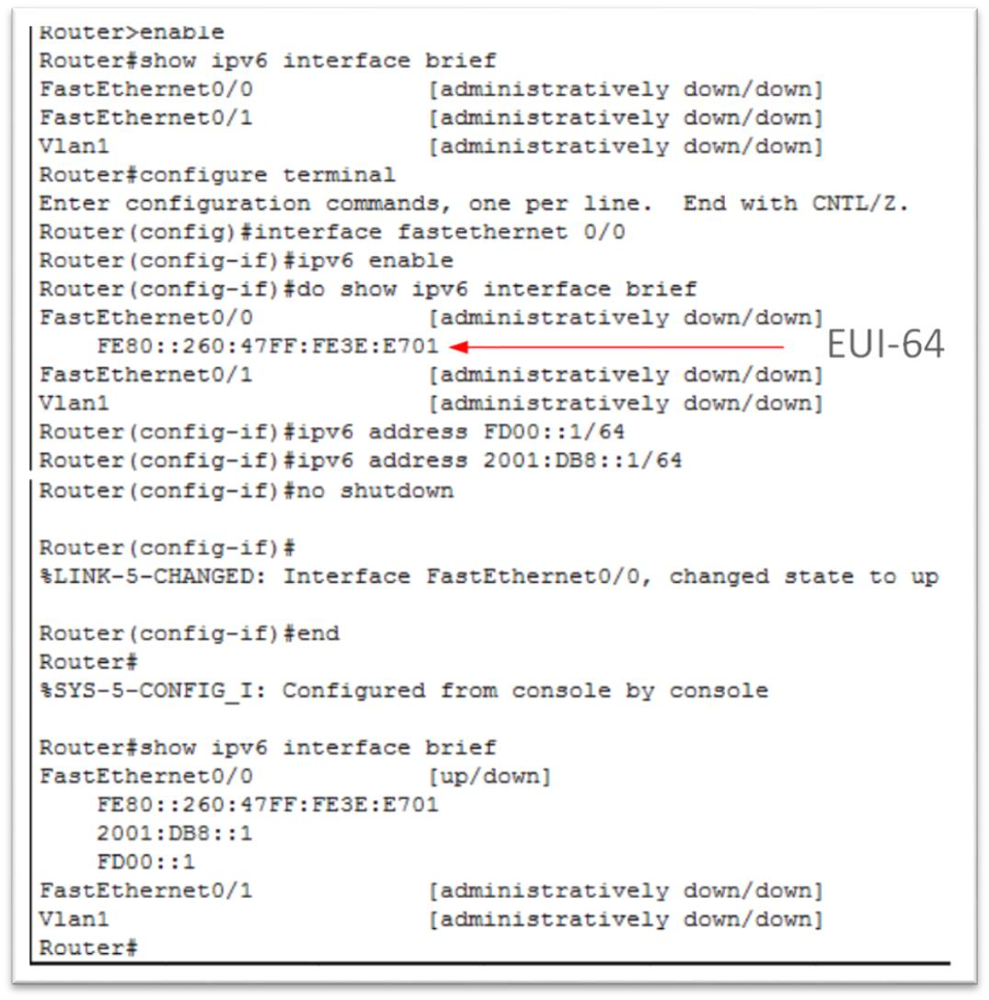 Router>enable
Router#show ipv6 interface brief
FastEthernet0/0 [administratively down/down]
FastEthernet0/1 [administratively down/down]
Vlan1 [administratively down/down]
Router#configure terminal
Enter configuration commands, one per line. End with CNTL/Z.
Router(config)#interface fastethernet 0/0
Router(config-if)#ipv6 enable
Router(config-if)#do show ipv6 interface brief
FastEthernet0/0 [administratively down/down]
FE80::260:47FF:FE3E:E701 EUI-64
FastEthernet0/1 [administratively down/down]
Vlan1 [administratively down/down]
Router(config-if)#ipv6 address FD00::1/64
Router(config-if)#ipv6 address 2001:DB8::1/64
Router(config-if)#no shutdown
Router(config-if)#
%LINK-5-CHANGED: Interface FastEthernet0/0, changed state to up
Router(config-if)#end
Router#
%SYS-5-CONFIG_I: Configured from console by console
Router#show ipv6 interface brief
FastEthernet0/0 [up/down]
FE80::260:47FF:FE3E:E701
2001:DB8::1
FD00::1
FastEthernet0/1 [administratively down/down]
Vlan1 [administratively down/down]
Router#